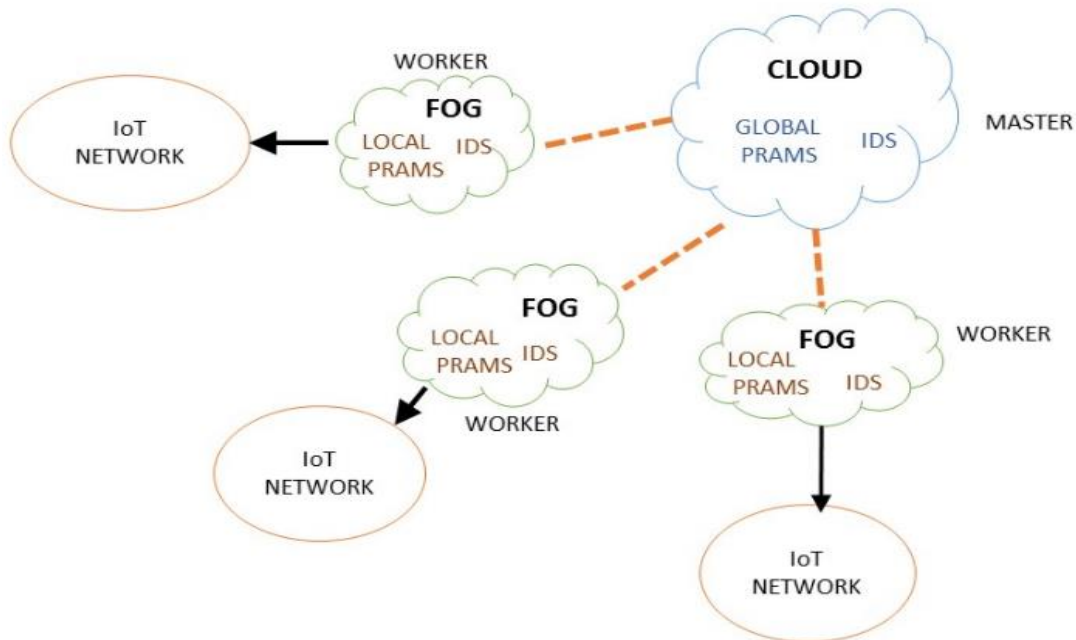 WORKER
FOG
LOCAL IDS
PRAMS
IoT
NETWORK
CLOUD
GLOBAL IDS
PRAMS
MASTER
FOG
LOCAL IDS
PRAMS
WORKER
IoT
NETWORK
FOG
LOCAL
PRAMS IDS
WORKER
IoT
NETWORK